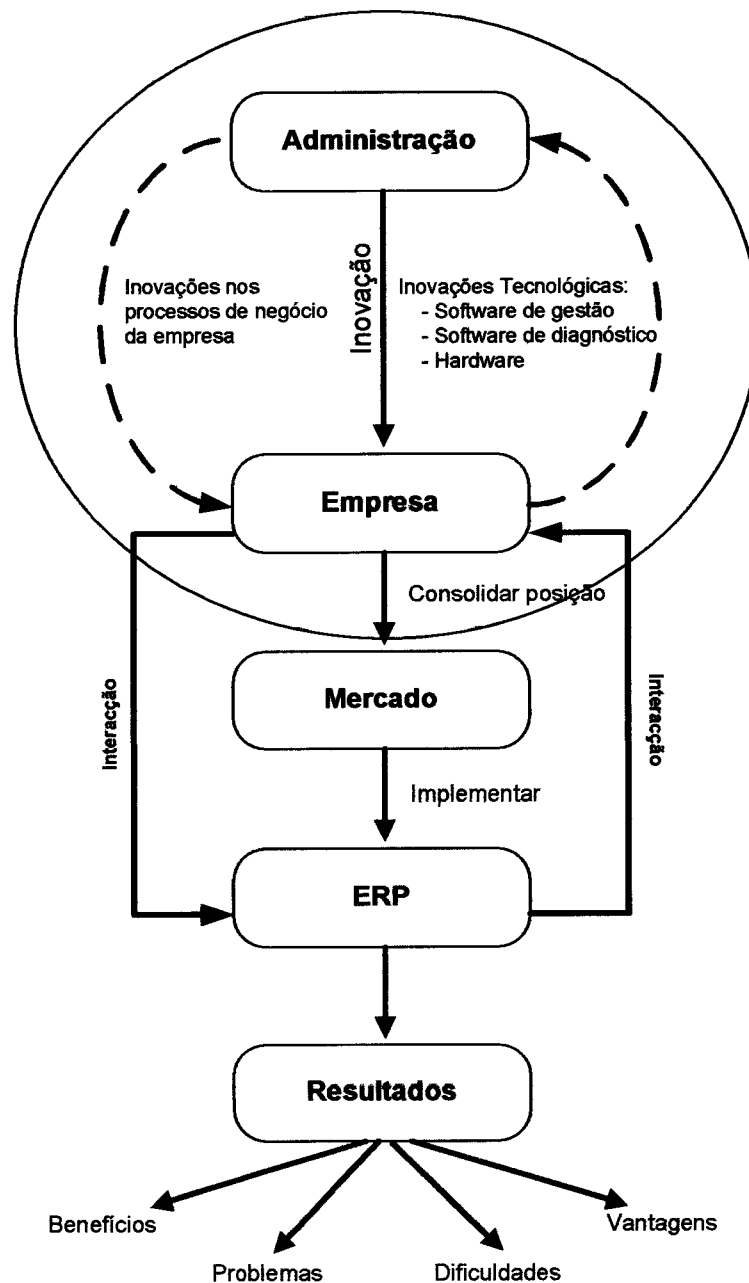 Administração
Inovação
Inovações nos
processos de negócio
da empresa
Inovações Tecnológicas:
- Software de gestão
- Software de diagnóstico
- Hardware
Empresa
Consolidar posição
Interacção
Mercado
Interacção
Implementar
ERP
Resultados
Benefícios
Problemas
Dificuldades
Vantagens